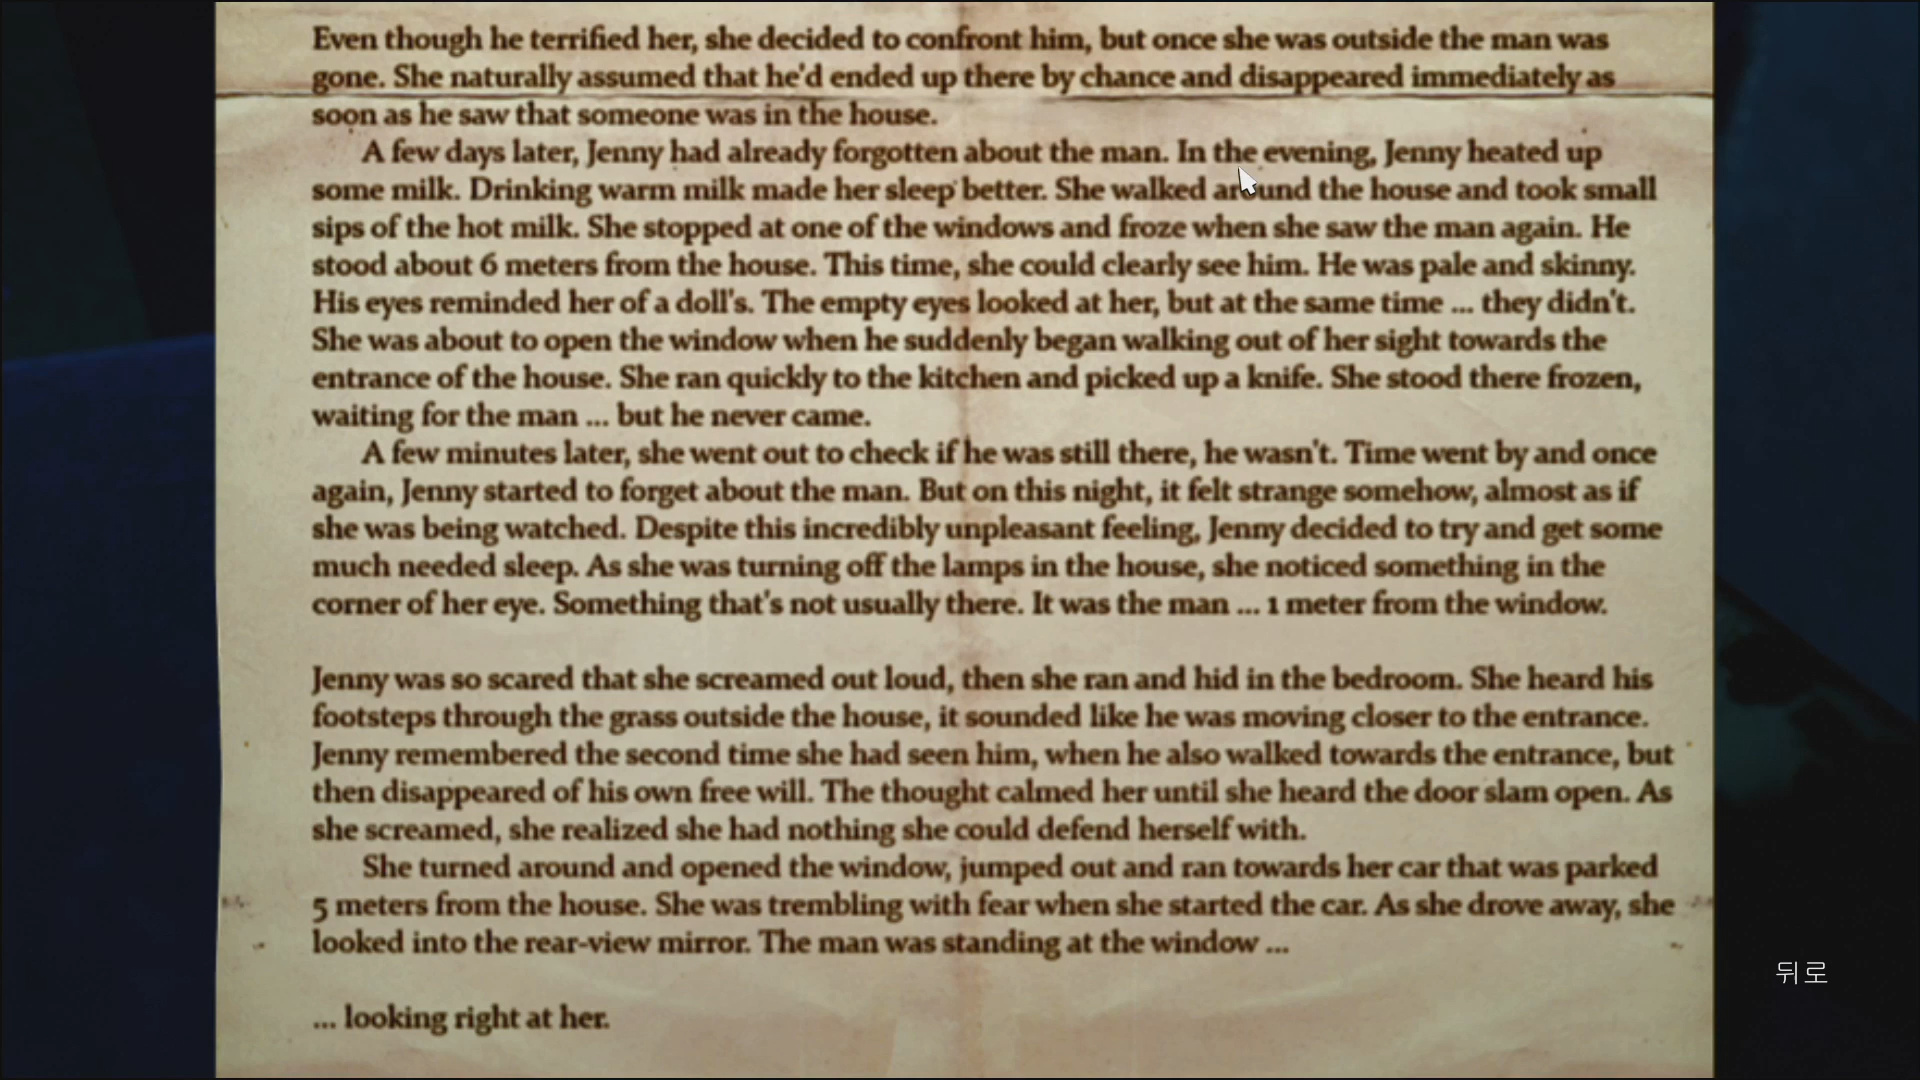 Even though he terrified her, she decided to confront him, but once she was outside the man was
gone. She naturally assumed that he'd ended up there by chance and disappeared immediately as
soon as he saw that someone was in the house.
A few days later, Jenny had already forgotten about the man. In the evening, Jenny heated up
some milk. Drinking warm milk made her sleep better. She walked around the house and took small
sips of the hot milk. She stopped at one of the windows and froze when she saw the man again. He
stood about 6 meters from the house. This time, she could clearly see him. He was pale and skinny.
His eyes reminded her of a doll's. The empty eyes looked at her, but at the same time ... they didn't.
She was about to open the window when he suddenly began walking out of her sight towards the
entrance of the house. She ran quickly to the kitchen and picked up a knife. She stood there frozen,
waiting for the man ... but he never came.
A few minutes later, she went out to check if he was still there, he wasn't. Time went by and once
again, Jenny started to forget about the man. But on this night, it felt strange somehow, almost as if
she was being watched. Despite this incredibly unpleasant feeling, Jenny decided to try and get some
much needed sleep. As she was turning off the lamps in the house, she noticed something in the
corner of her eye. Something that's not usually there. It was the man ... 1 meter from the window.
Jenny was so scared that she screamed out loud, then she ran and hid in the bedroom. She heard his
footsteps through the grass outside the house, it sounded like he was moving closer to the entrance.
Jenny remembered the second time she had seen him, when he also walked towards the entrance, but
then disappeared of his own free will. The thought calmed her until she heard the door slam open. As
she screamed, she realized she had nothing she could defend herself with.
She turned around and opened the window, jumped out and ran towards her car that was parked
5 meters from the house. She was trembling with fear when she started the car. As she drove away, she
looked into the rear-view mirror. The man was standing at the window ...
... looking right at her.
뒤로